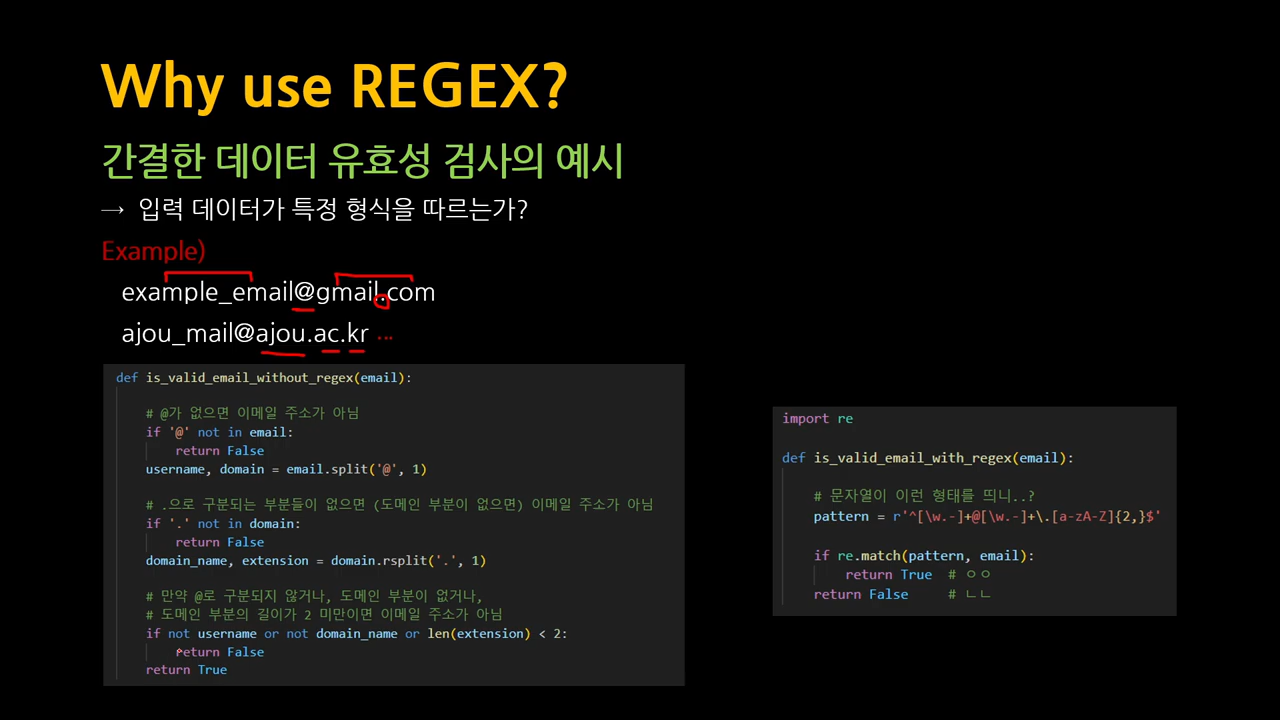 Why use REGEX?
간결한 데이터 유효성 검사의 예시
→ 입력 데이터가 특정 형식을 따르는가?
Example)
example_email@gmail.com
ajou_mail@ajou.ac.kr ...
def is_valid_email_without_regex(email):
# @가 없으면 이메일 주소가 아님
if '@' not in email:
return False
username, domain = email.split('@', 1)
# .으로 구분되는 부분들이 없으면 (도메인 부분이 없으면) 이메일 주소가 아님
if '.' not in domain:
return False
domain_name, extension = domain.rsplit('.', 1)
# 만약 @로 구분되지 않거나, 도메인 부분이 없거나,
# 도메인 부분의 길이가 2 미만이면 이메일 주소가 아님
if not username or not domain_name or len(extension) < 2:
return False
return True
import re
def is_valid_email_with_regex(email):
# 문자열이 이런 형태를 띄니..?
pattern = r'^[\w.-]+@[\w.-]+\.[a-zA-Z]{2,}$'
if re.match(pattern, email):
return True # ㅇㅇ
return False # ㄴㄴ